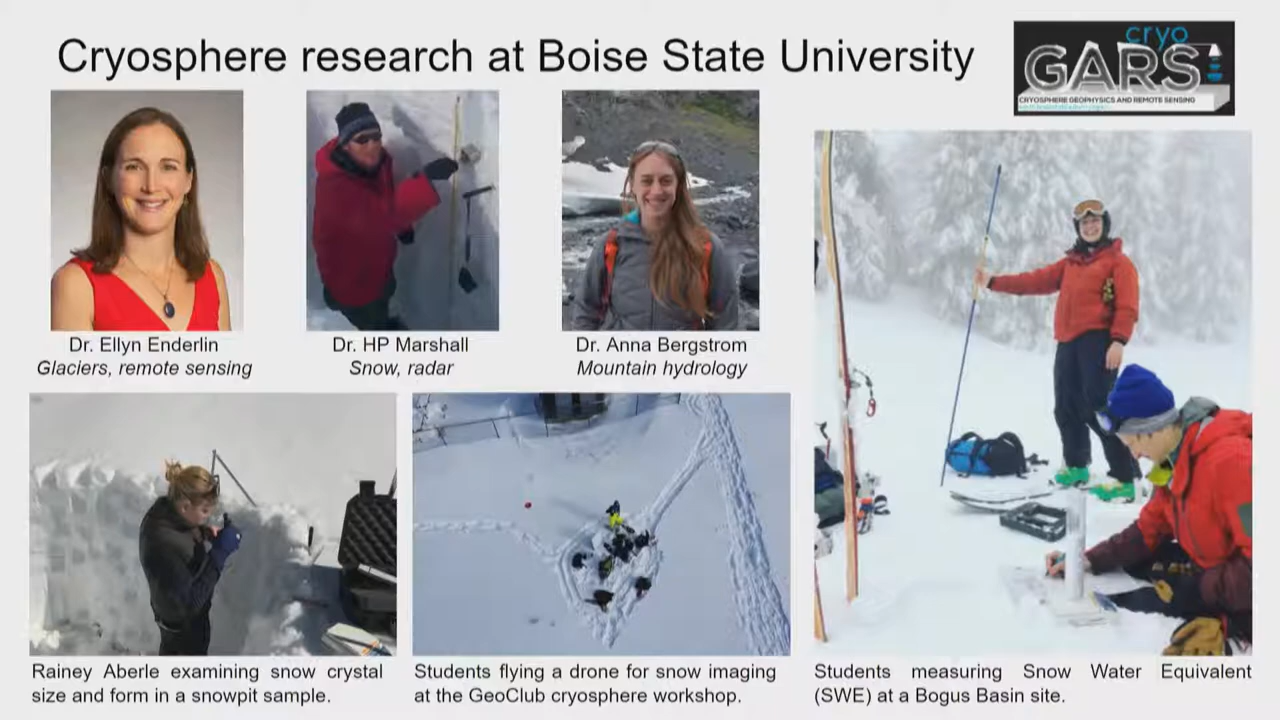 Cryosphere research at Boise State University
cryo
GARS
CRYOSPHERE GEOPHYSICS AND REMOTE SENSING
Dr. Ellyn Enderlin
Glaciers, remote sensing
Dr. HP Marshall
Snow, radar
Dr. Anna Bergstrom
Mountain hydrology
Rainey Aberle examining snow crystal
size and form in a snowpit sample.
Students flying a drone for snow imaging
at the GeoClub cryosphere workshop.
Students measuring Snow Water Equivalent
(SWE) at a Bogus Basin site.